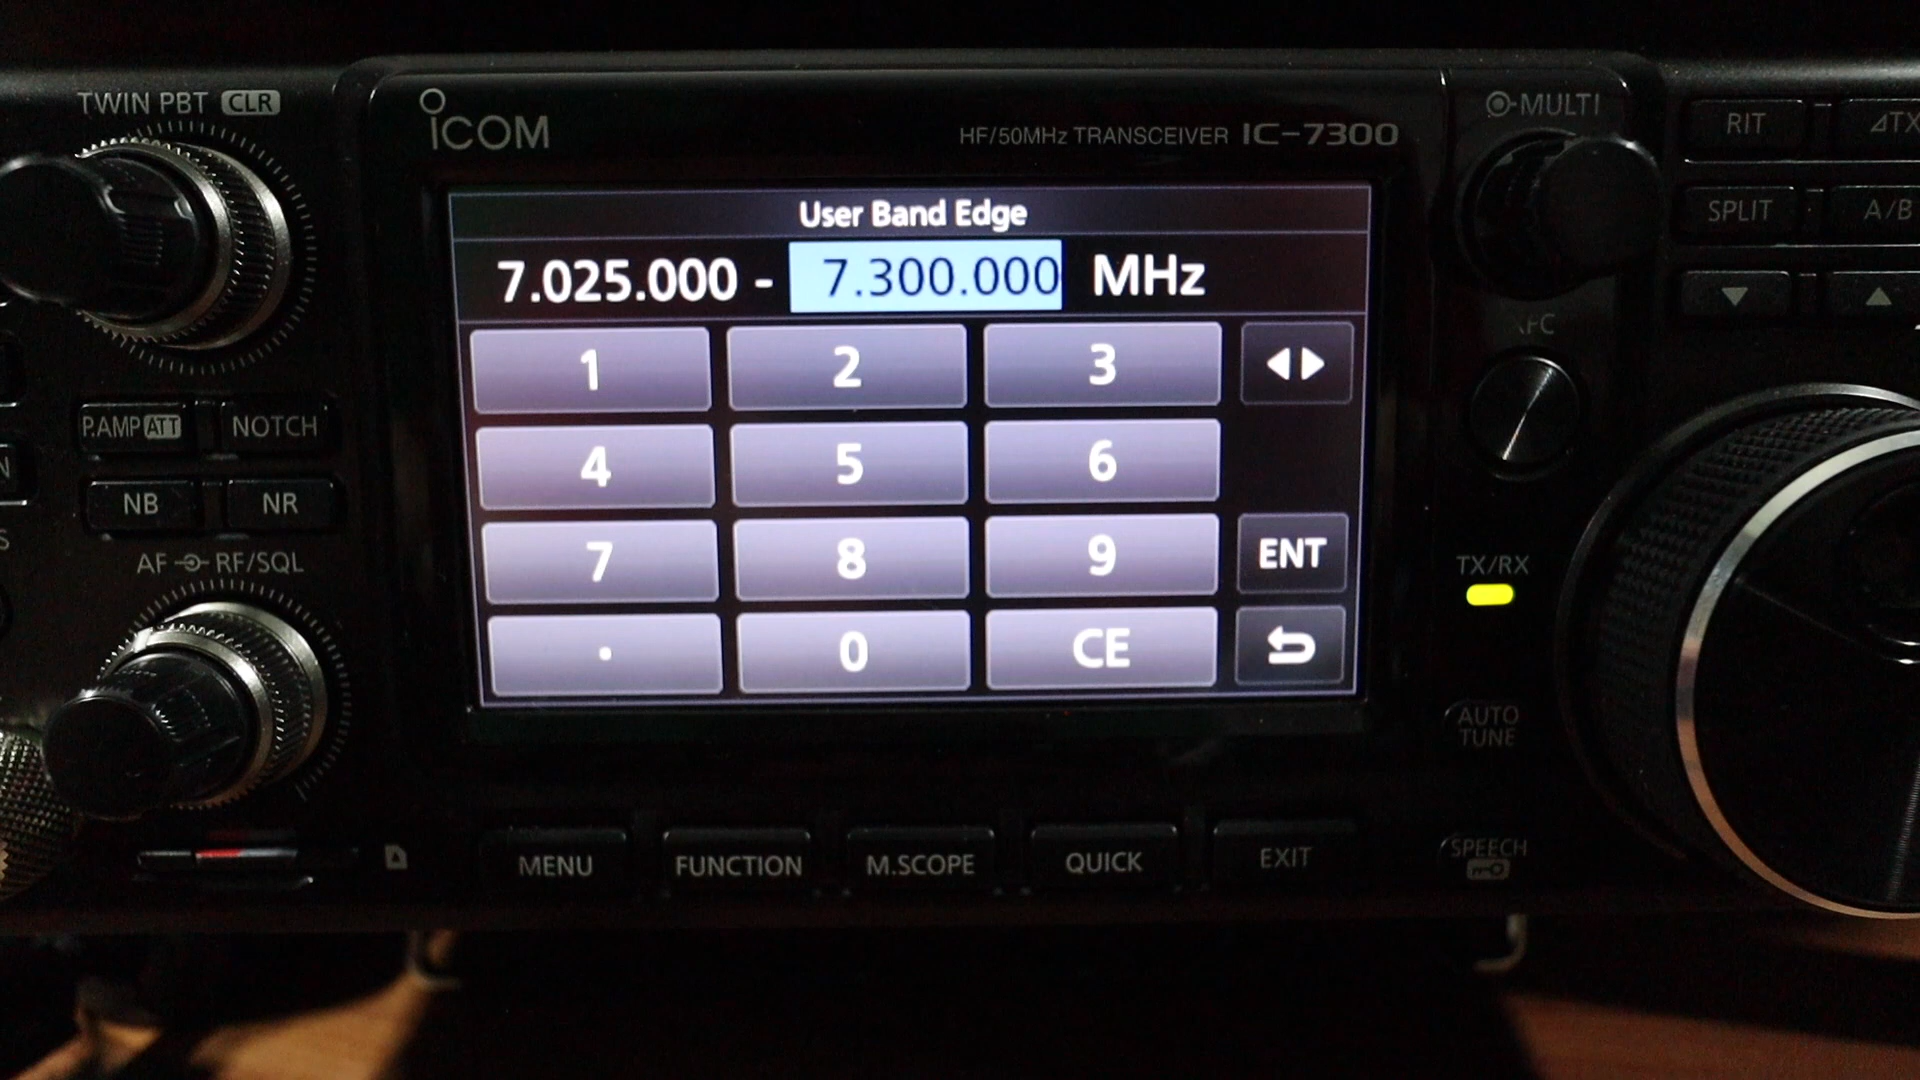 TWIN PBT CLR
ICOM
HF/50MHz TRANSCEIVER IC-7300
MULTI
RIT
⊿TX
SPLIT
A/B
User Band Edge
7.025.000 - 7.300.000 MHz
1 2 3
4 5 6
ENT
7 8 9
. 0 CE
P.AMP ATT
NOTCH
NB
NR
AF RF/SQL
TX/RX
AUTO
TUNE
SPEECH
MENU
FUNCTION
M.SCOPE
QUICK
EXIT